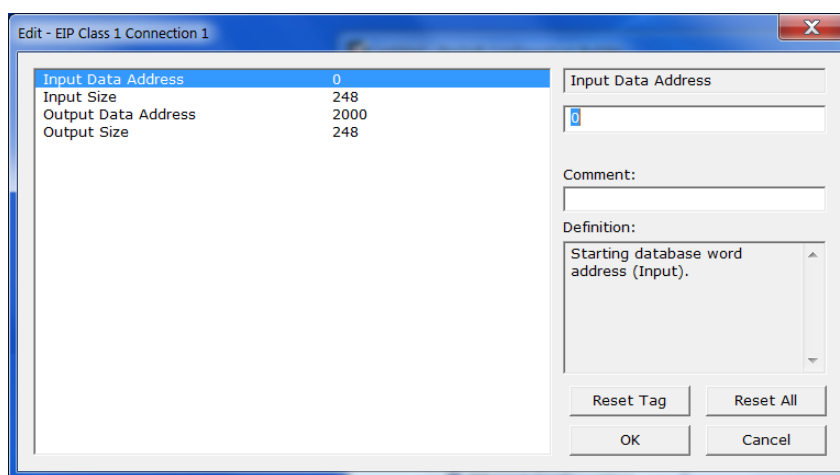 Edit - EIP Class 1 Connection 1
Input Data Address 0
Input Size 248
Output Data Address 2000
Output Size 248
Input Data Address
0
Comment:
Definition:
Starting database word
address (Input).
Reset Tag Reset All
OK Cancel